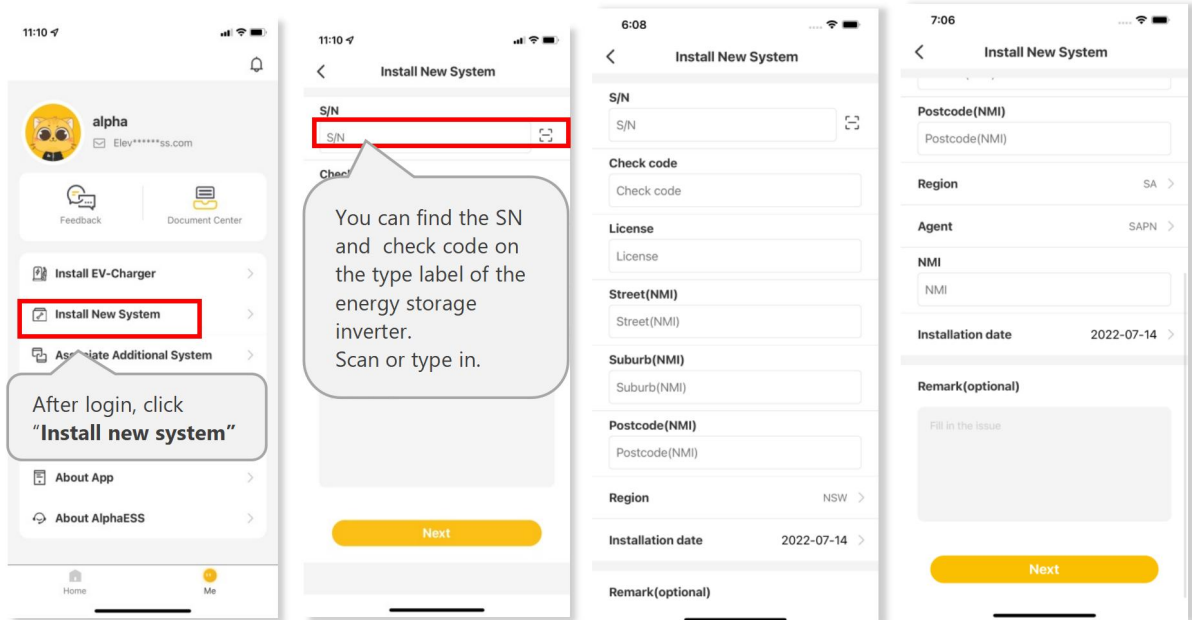 11:10
alpha
Elev******ss.com
Feedback
Document Center
Install EV-Charger
Install New System
Associate Additional System
After login, click
“Install new system”
About App
About AlphaESS
Home
Me
11:10
Install New System
S/N
S/N
Chec
You can find the SN
and check code on
the type label of the
energy storage
inverter.
Scan or type in.
Next
6:08
Install New System
S/N
S/N
Check code
Check code
License
License
Street(NMI)
Street(NMI)
Suburb(NMI)
Suburb(NMI)
Postcode(NMI)
Postcode(NMI)
Region NSW
Installation date 2022-07-14
Remark(optional)
7:06
Install New System
Postcode(NMI)
Postcode(NMI)
Region SA
Agent SAPN
NMI
NMI
Installation date 2022-07-14
Remark(optional)
Fill in the issue
Next